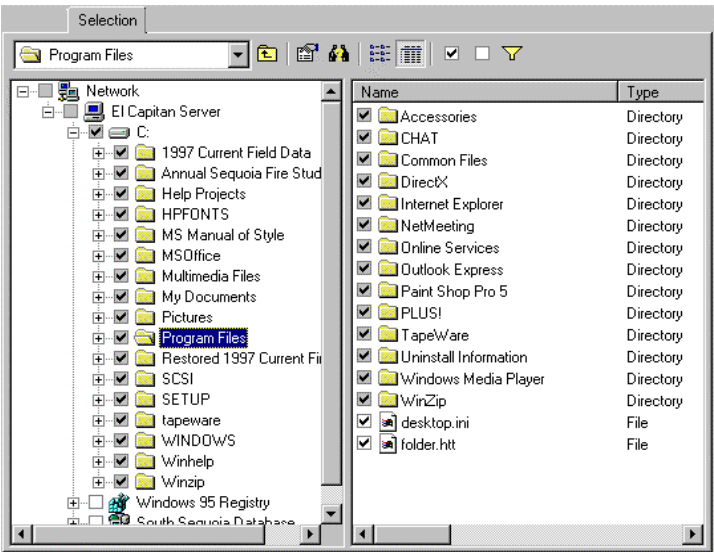 Selection
Program Files
Network
El Capitan Server
C:
1997 Current Field Data
Annual Sequoia Fire Stud
Help Projects
HPFONTS
MS Manual of Style
MSOffice
Multimedia Files
My Documents
Pictures
Program Files
Restored 1997 Current Fi
SCSI
SETUP
tapeware
WINDOWS
Winhelp
Winzip
Windows 95 Registry
South Sequoia Database
Name Type
Accessories Directory
CHAT Directory
Common Files Directory
DirectX Directory
Internet Explorer Directory
NetMeeting Directory
Online Services Directory
Outlook Express Directory
Paint Shop Pro 5 Directory
PLUS! Directory
TapeWare Directory
Uninstall Information Directory
Windows Media Player Directory
WinZip Directory
desktop.ini File
folder.htt File